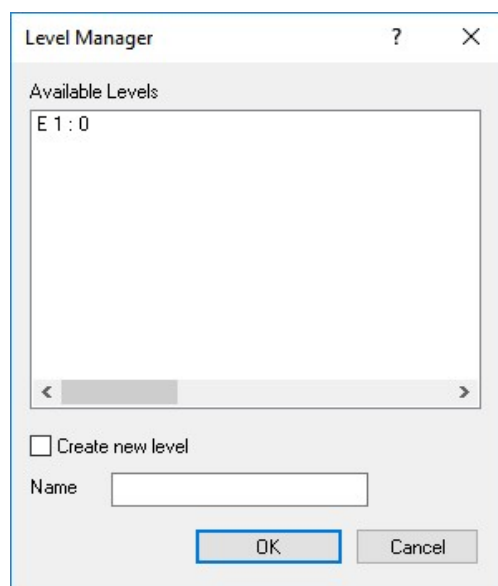 Level Manager ?
Available Levels
E 1 : 0
Create new level
Name
OK Cancel